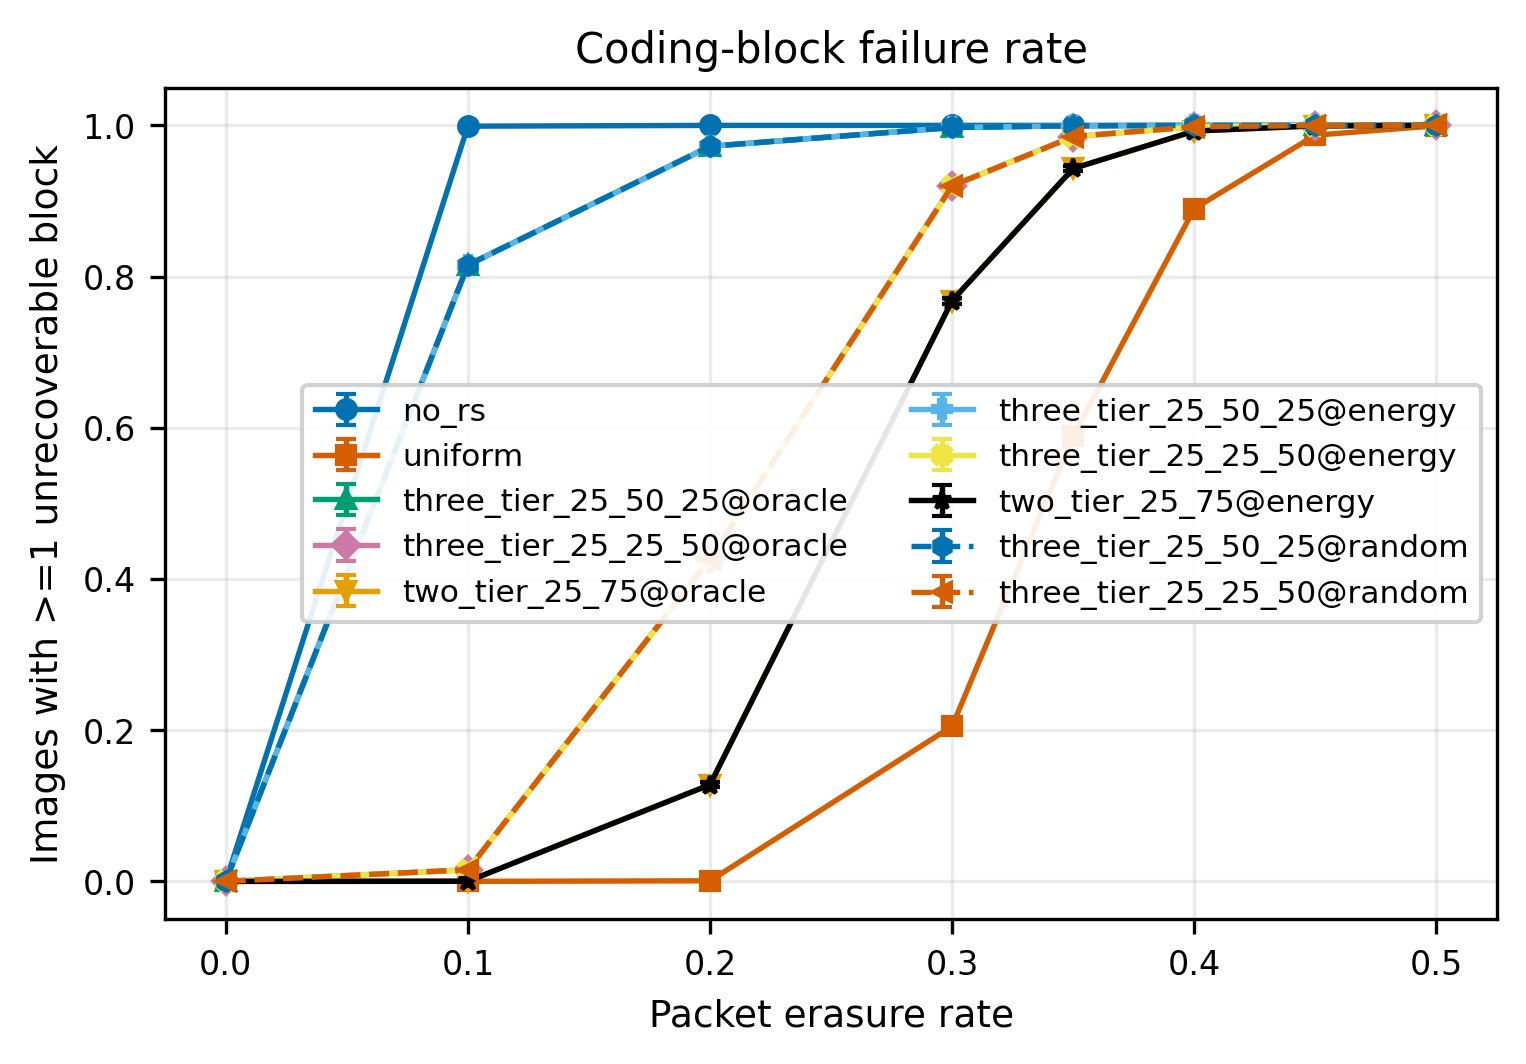 Coding-block failure rate
Images with >=1 unrecoverable block
1.0
0.8
0.6
0.4
0.2
0.0
no_rs
uniform
three_tier_25_50_25@oracle
three_tier_25_25_50@oracle
two_tier_25_75@oracle
three_tier_25_50_25@energy
three_tier_25_25_50@energy
two_tier_25_75@energy
three_tier_25_50_25@random
three_tier_25_25_50@random
0.0 0.1 0.2 0.3 0.4 0.5
Packet erasure rate